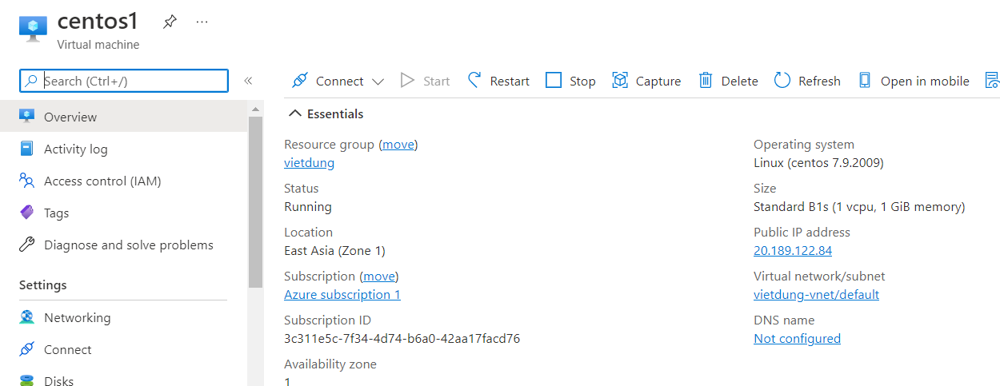 centos1
Virtual machine
Search (Ctrl+/)
Overview
Activity log
Access control (IAM)
Tags
Diagnose and solve problems
Settings
Networking
Connect
Disks
Connect Start Restart Stop Capture Delete Refresh Open in mobile
Essentials
Resource group (move)
vietdung
Status
Running
Location
East Asia (Zone 1)
Subscription (move)
Azure subscription 1
Subscription ID
3c311e5c-7f34-4d74-b6a0-42aa17facd76
Availability zone
1
Operating system
Linux (centos 7.9.2009)
Size
Standard B1s (1 vcpu, 1 GiB memory)
Public IP address
20.189.122.84
Virtual network/subnet
vietdung-vnet/default
DNS name
Not configured